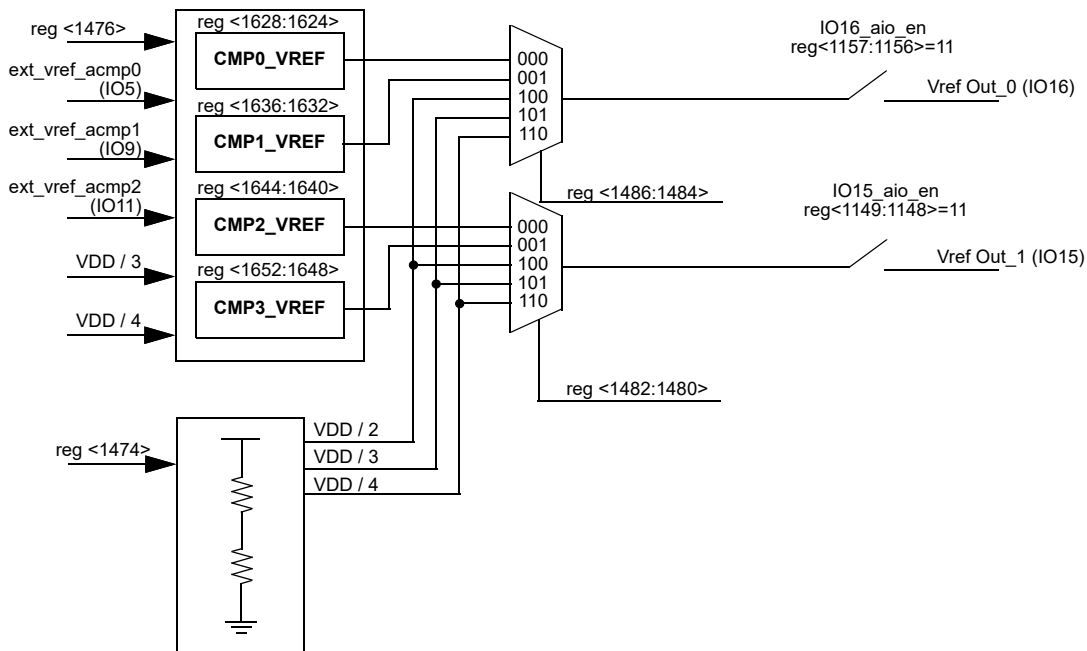 reg <1476>
ext_vref_acmp0
(IO5)
ext_vref_acmp1
(IO9)
ext_vref_acmp2
(IO11)
VDD / 3
VDD / 4
reg <1628:1624>
CMP0_VREF
reg <1636:1632>
CMP1_VREF
reg <1644:1640>
CMP2_VREF
reg <1652:1648>
CMP3_VREF
000
001
100
101
110
reg <1486:1484>
IO16_aio_en
reg<1157:1156>=11
Vref Out_0 (IO16)
000
001
100
101
110
reg <1482:1480>
IO15_aio_en
reg<1149:1148>=11
Vref Out_1 (IO15)
reg <1474>
VDD / 2
VDD / 3
VDD / 4